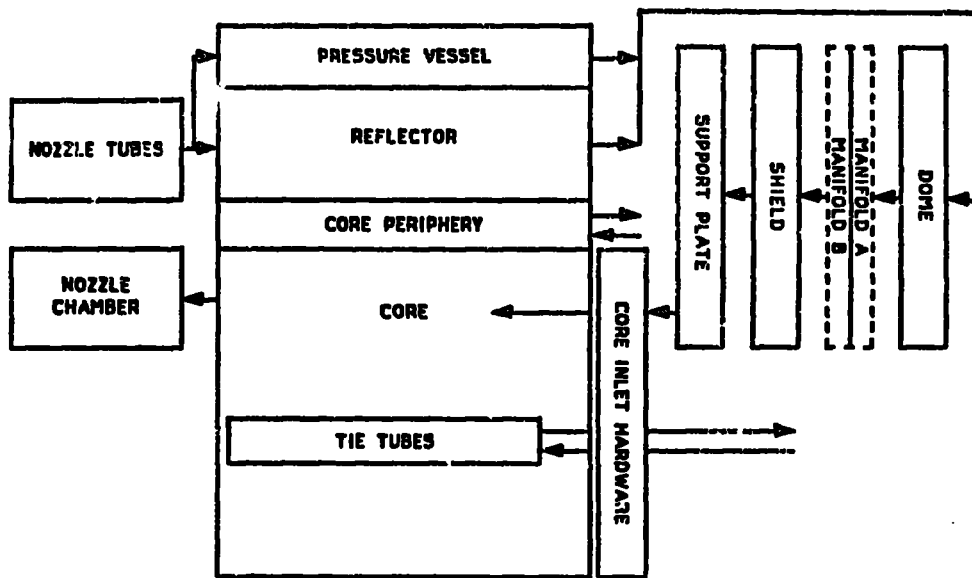 PRESSURE VESSEL
NOZZLE TUBES
REFLECTOR
CORE PERIPHERY
NOZZLE
CHAMBER
CORE
TIE TUBES
CORE INLET HARDWARE
SUPPORT PLATE
SHIELD
MANIFOLD B
MANIFOLD A
DOME